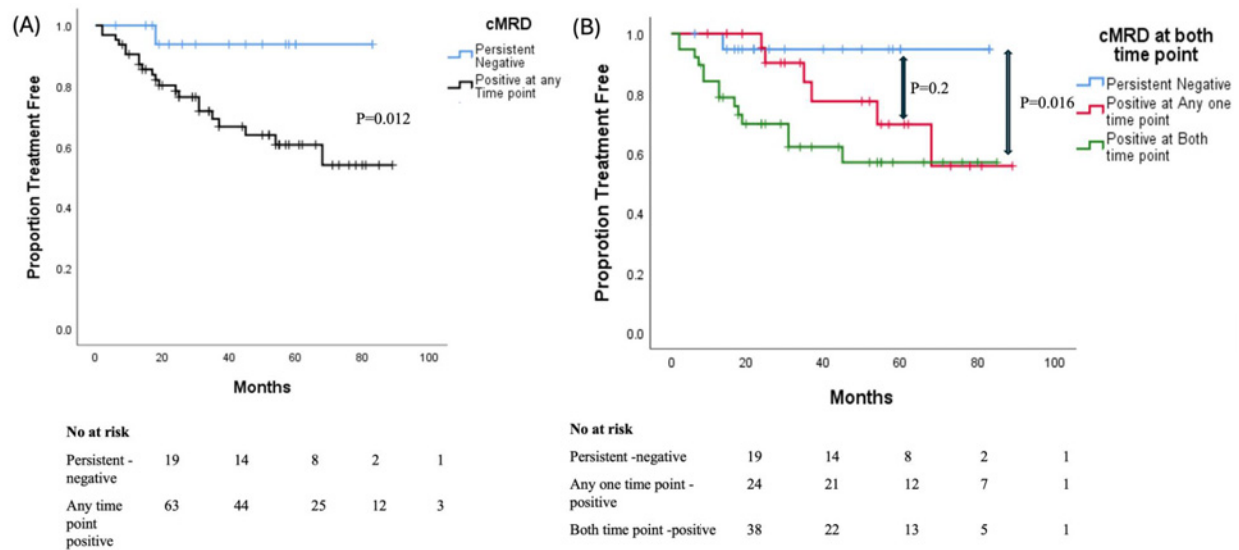 (A)
cMRD
Persistent
Negative
Positive at any
Time point
P=0.012
Proportion Treatment Free
1.0
0.8
0.6
0.4
0.2
0.0
0 20 40 60 80 100
Months
No at risk
Persistent - 19 14 8 2 1
negative
Any time 63 44 25 12 3
point
positive
(B)
cMRD at both
time point
Persistent Negative
Positive at Any one
time point
Positive at Both
time point
P=0.2
P=0.016
Proprotion Treatment Free
1.0
0.8
0.6
0.4
0.2
0.0
0 20 40 60 80 100
Months
No at risk
Persistent -negative 19 14 8 2 1
Any one time point - 24 21 12 7 1
positive
Both time point -positive 38 22 13 5 1